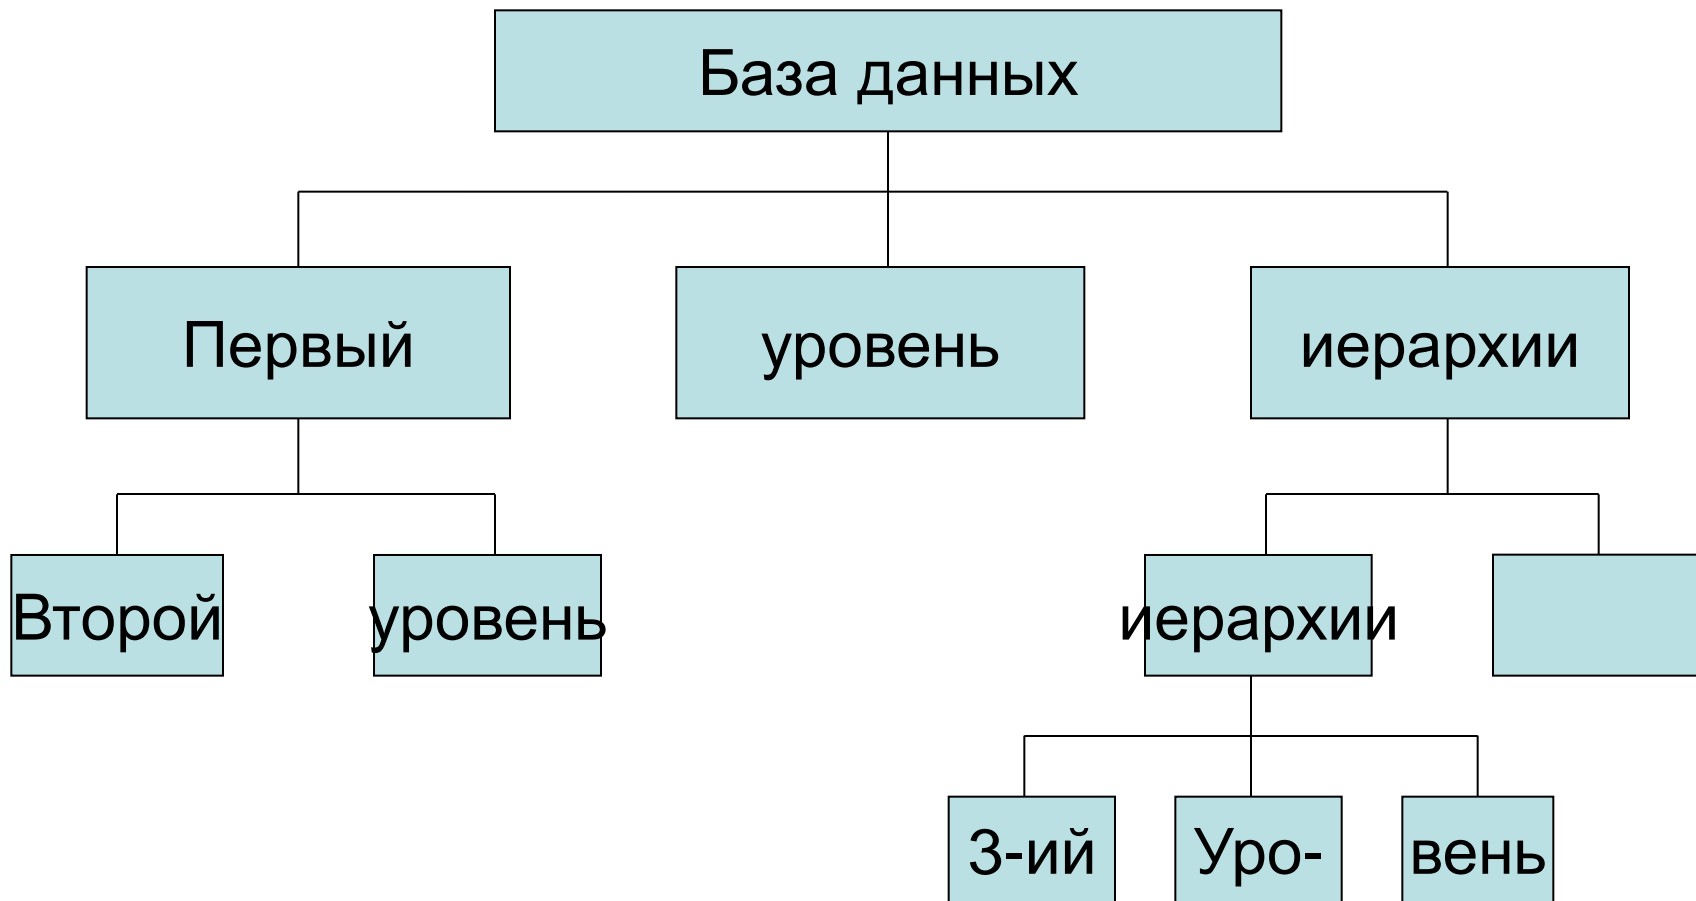 База данных
Первый уровень иерархии
Второй уровень иерархии
3-ий Уро- вень